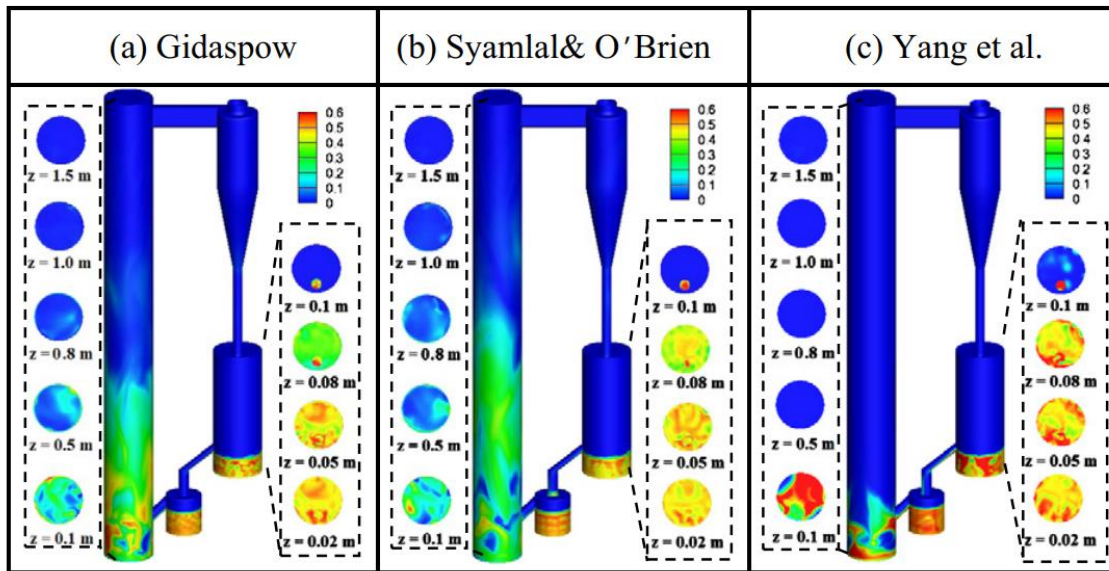 (a) Gidaspow
(b) Syamlal& O′Brien
(c) Yang et al.
z = 1.5 m
z = 1.0 m
z = 0.8 m
z = 0.5 m
z = 0.1 m
0.6
0.5
0.4
0.3
0.2
0.1
0
z = 0.1 m
z = 0.08 m
z = 0.05 m
z = 0.02 m
z = 1.5 m
z = 1.0 m
z = 0.8 m
z = 0.5 m
z = 0.1 m
0.6
0.5
0.4
0.3
0.2
0.1
0
z = 0.1 m
z = 0.08 m
z = 0.05 m
z = 0.02 m
z = 1.5 m
z = 1.0 m
z = 0.8 m
z = 0.5 m
z = 0.1 m
0.6
0.5
0.4
0.3
0.2
0.1
0
z = 0.1 m
z = 0.08 m
z = 0.05 m
z = 0.02 m